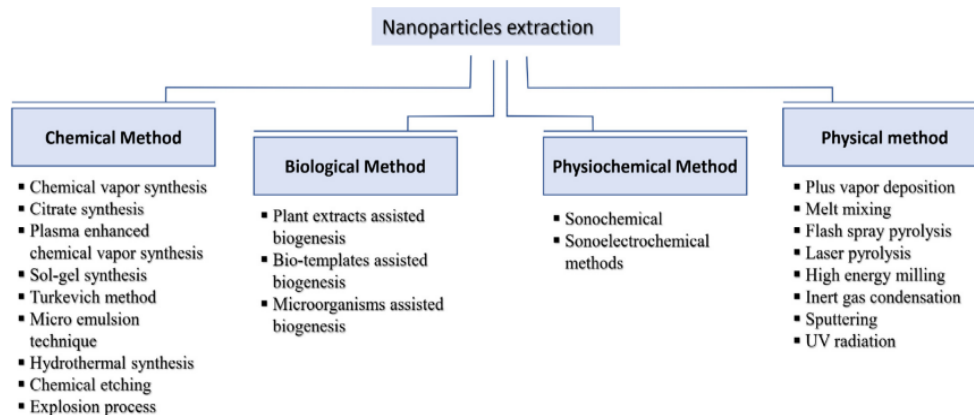 Nanoparticles extraction
Chemical Method
▪ Chemical vapor synthesis
▪ Citrate synthesis
▪ Plasma enhanced
chemical vapor synthesis
▪ Sol-gel synthesis
▪ Turkevich method
▪ Micro emulsion
technique
▪ Hydrothermal synthesis
▪ Chemical etching
▪ Explosion process
Biological Method
▪ Plant extracts assisted
biogenesis
▪ Bio-templates assisted
biogenesis
▪ Microorganisms assisted
biogenesis
Physiochemical Method
▪ Sonochemical
▪ Sonoelectrochemical
methods
Physical method
▪ Plus vapor deposition
▪ Melt mixing
▪ Flash spray pyrolysis
▪ Laser pyrolysis
▪ High energy milling
▪ Inert gas condensation
▪ Sputtering
▪ UV radiation